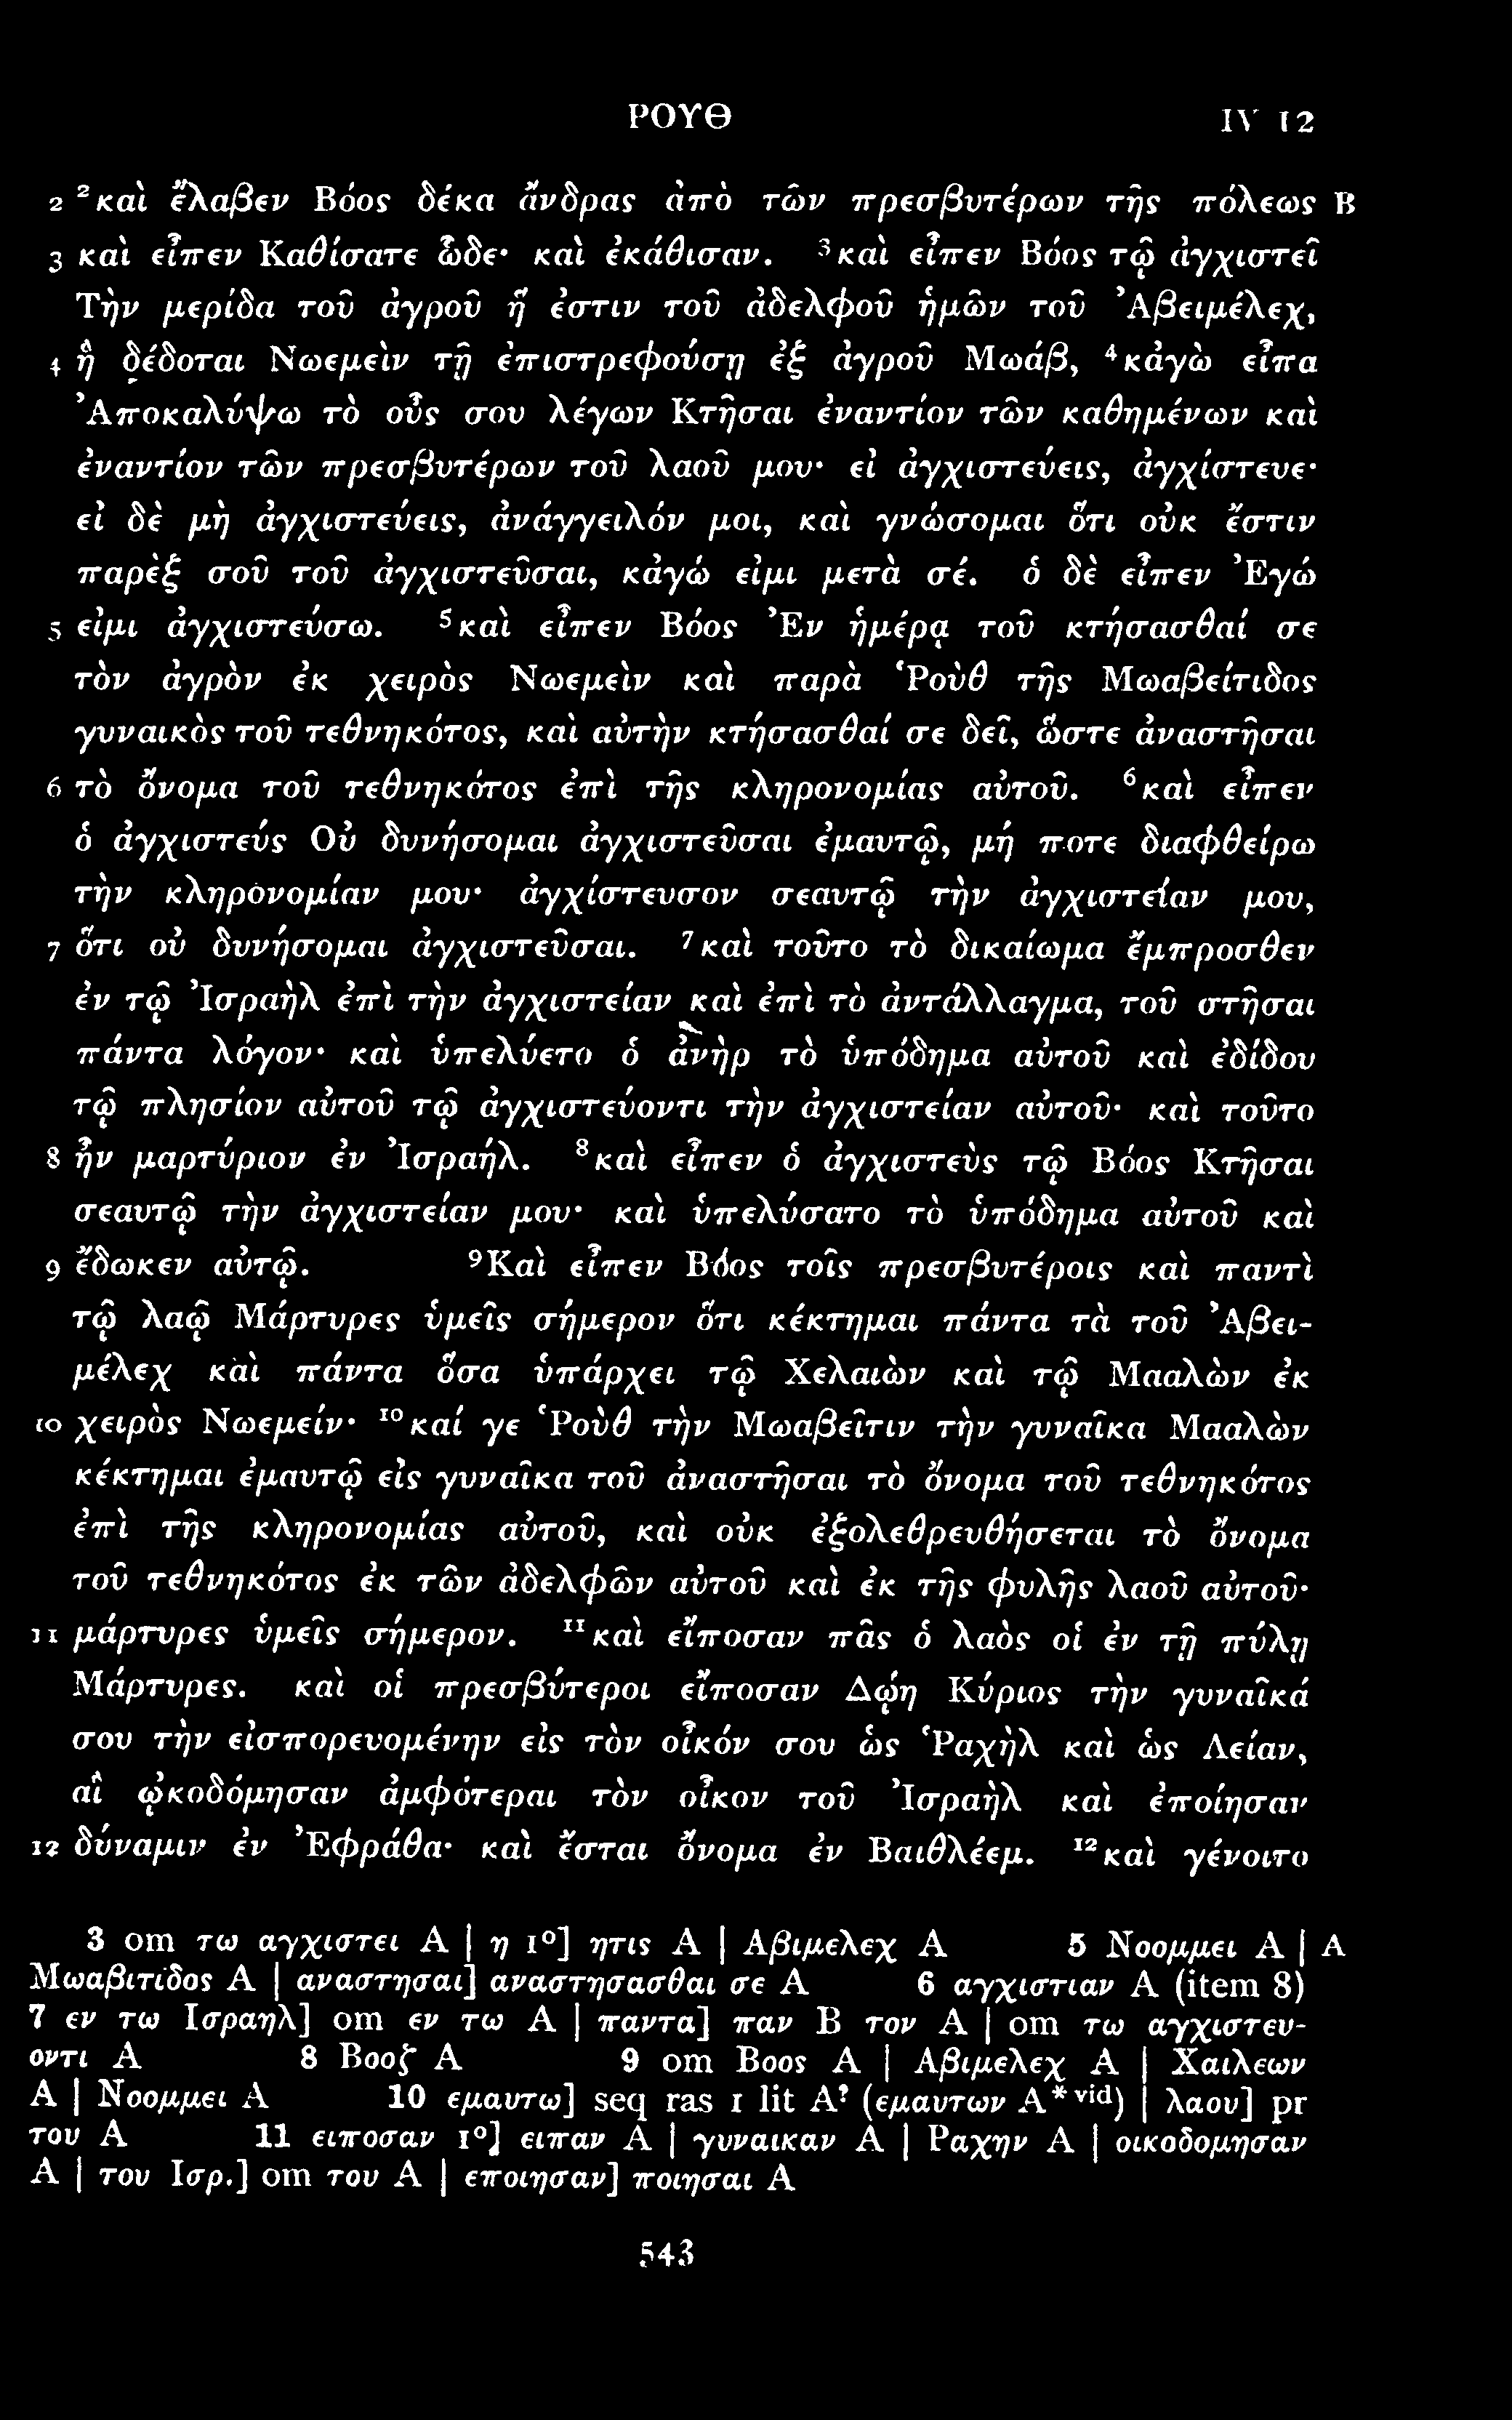 ΡΟΥΘ IV 12
2 ²καὶ ἔλαβεν Βόος δέκα ἄνδρας ἀπὸ τῶν πρεσβυτέρων τῆς πόλεως B
3 καὶ εἶπεν Καθίσατε ὧδε· καὶ ἐκάθισαν. ³καὶ εἶπεν Βόος τῷ ἀγχιστεῖ
Τὴν μερίδα τοῦ ἀγροῦ ἥ ἐστιν τοῦ ἀδελφοῦ ἡμῶν τοῦ Ἀβειμέλεχ,
4 ἣ δέδοται Νωεμεὶν τῇ ἐπιστρεφούσῃ ἐξ ἀγροῦ Μωάβ, ⁴κἀγὼ εἶπα
Ἀποκαλύψω τὸ οὖς σου λέγων Κτῆσαι ἐναντίον τῶν καθημένων καὶ
ἐναντίον τῶν πρεσβυτέρων τοῦ λαοῦ μου· εἰ ἀγχιστεύεις, ἀγχίστευε·
εἰ δὲ μὴ ἀγχιστεύεις, ἀνάγγειλόν μοι, καὶ γνώσομαι ὅτι οὐκ ἔστιν
παρὲξ σοῦ τοῦ ἀγχιστεῦσαι, κἀγώ εἰμι μετὰ σέ. ὁ δὲ εἶπεν Ἐγώ
5 εἰμι ἀγχιστεύσω. ⁵καὶ εἶπεν Βόος Ἐν ἡμέρᾳ τοῦ κτήσασθαί σε
τὸν ἀγρὸν ἐκ χειρὸς Νωεμεὶν καὶ παρὰ Ῥοὺθ τῆς Μωαβείτιδος
γυναικὸς τοῦ τεθνηκότος, καὶ αὐτὴν κτήσασθαί σε δεῖ, ὥστε ἀναστῆσαι
6 τὸ ὄνομα τοῦ τεθνηκότος ἐπὶ τῆς κληρονομίας αὐτοῦ. ⁶καὶ εἶπεν
ὁ ἀγχιστεύς Οὐ δυνήσομαι ἀγχιστεῦσαι ἐμαυτῷ, μή ποτε διαφθείρω
τὴν κληρονομίαν μου· ἀγχίστευσον σεαυτῷ τὴν ἀγχιστείαν μου,
7 ὅτι οὐ δυνήσομαι ἀγχιστεῦσαι. ⁷καὶ τοῦτο τὸ δικαίωμα ἔμπροσθεν
ἐν τῷ Ἰσραὴλ ἐπὶ τὴν ἀγχιστείαν καὶ ἐπὶ τὸ ἀντάλλαγμα, τοῦ στῆσαι
πάντα λόγον· καὶ ὑπελύετο ὁ ἀνὴρ τὸ ὑπόδημα αὐτοῦ καὶ ἐδίδου
τῷ πλησίον αὐτοῦ τῷ ἀγχιστεύοντι τὴν ἀγχιστείαν αὐτοῦ· καὶ τοῦτο
8 ἦν μαρτύριον ἐν Ἰσραήλ. ⁸καὶ εἶπεν ὁ ἀγχιστεὺς τῷ Βόος Κτῆσαι
σεαυτῷ τὴν ἀγχιστείαν μου· καὶ ὑπελύσατο τὸ ὑπόδημα αὐτοῦ καὶ
9 ἔδωκεν αὐτῷ. ⁹Καὶ εἶπεν Βόος τοῖς πρεσβυτέροις καὶ παντὶ
τῷ λαῷ Μάρτυρες ὑμεῖς σήμερον ὅτι κέκτημαι πάντα τὰ τοῦ Ἀβει-
μέλεχ καὶ πάντα ὅσα ὑπάρχει τῷ Χελαιὼν καὶ τῷ Μααλὼν ἐκ
10 χειρὸς Νωεμείν· ¹⁰καί γε Ῥοὺθ τὴν Μωαβεῖτιν τὴν γυναῖκα Μααλὼν
κέκτημαι ἐμαυτῷ εἰς γυναῖκα τοῦ ἀναστῆσαι τὸ ὄνομα τοῦ τεθνηκότος
ἐπὶ τῆς κληρονομίας αὐτοῦ, καὶ οὐκ ἐξολεθρευθήσεται τὸ ὄνομα
τοῦ τεθνηκότος ἐκ τῶν ἀδελφῶν αὐτοῦ καὶ ἐκ τῆς φυλῆς λαοῦ αὐτοῦ·
11 μάρτυρες ὑμεῖς σήμερον. ¹¹καὶ εἴποσαν πᾶς ὁ λαὸς οἱ ἐν τῇ πύλῃ
Μάρτυρες. καὶ οἱ πρεσβύτεροι εἴποσαν Δῴη Κύριος τὴν γυναῖκά
σου τὴν εἰσπορευομένην εἰς τὸν οἶκόν σου ὡς Ῥαχὴλ καὶ ὡς Λείαν,
αἳ ᾠκοδόμησαν ἀμφότεραι τὸν οἶκον τοῦ Ἰσραὴλ καὶ ἐποίησαν
12 δύναμιν ἐν Ἐφράθα· καὶ ἔσται ὄνομα ἐν Βαιθλέεμ. ¹²καὶ γένοιτο
3 om τω αγχιστει A | η 1°] ητις A | Αβιμελεχ A 5 Νοομμει A | A
Μωαβιτιδος A | αναστησαι] αναστησασθαι σε A 6 αγχιστιαν A (item 8)
7 εν τω Ισραηλ] om εν τω A | παντα] παν B τον A | om τω αγχιστευ-
οντι A 8 Βοοζ A 9 om Βοος A | Αβιμελεχ A | Χαιλεων
A | Νοομμει A 10 εμαυτω] seq ras 1 lit A? (εμαυτων A*vid) | λαου] pr
του A 11 ειποσαν 1°] ειπαν A | γυναικαν A | Ραχην A | οικοδομησαν
A | του Ισρ.] om του A | εποιησαν] ποιησαι A
543